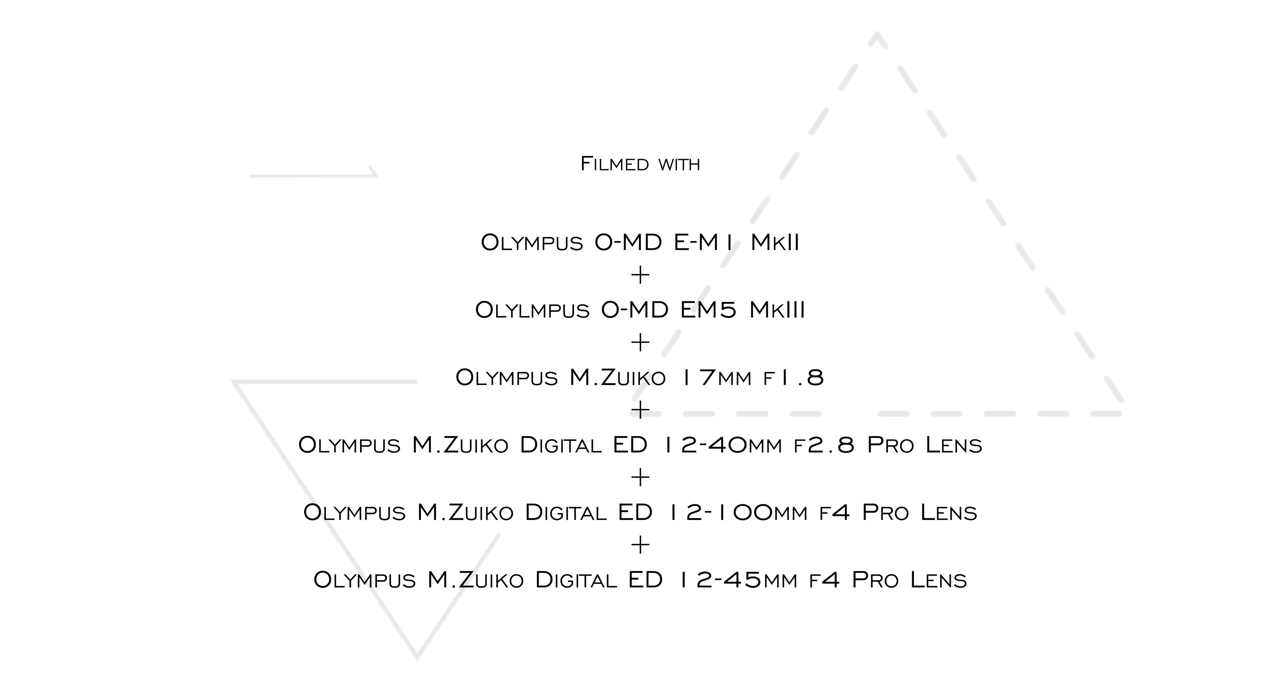 Filmed with
Olympus O-MD E-M1 MkII
+
Olylmpus O-MD EM5 MkIII
+
Olympus M.Zuiko 17mm f1.8
+
Olympus M.Zuiko Digital ED 12-40mm f2.8 Pro Lens
+
Olympus M.Zuiko Digital ED 12-100mm f4 Pro Lens
+
Olympus M.Zuiko Digital ED 12-45mm f4 Pro Lens